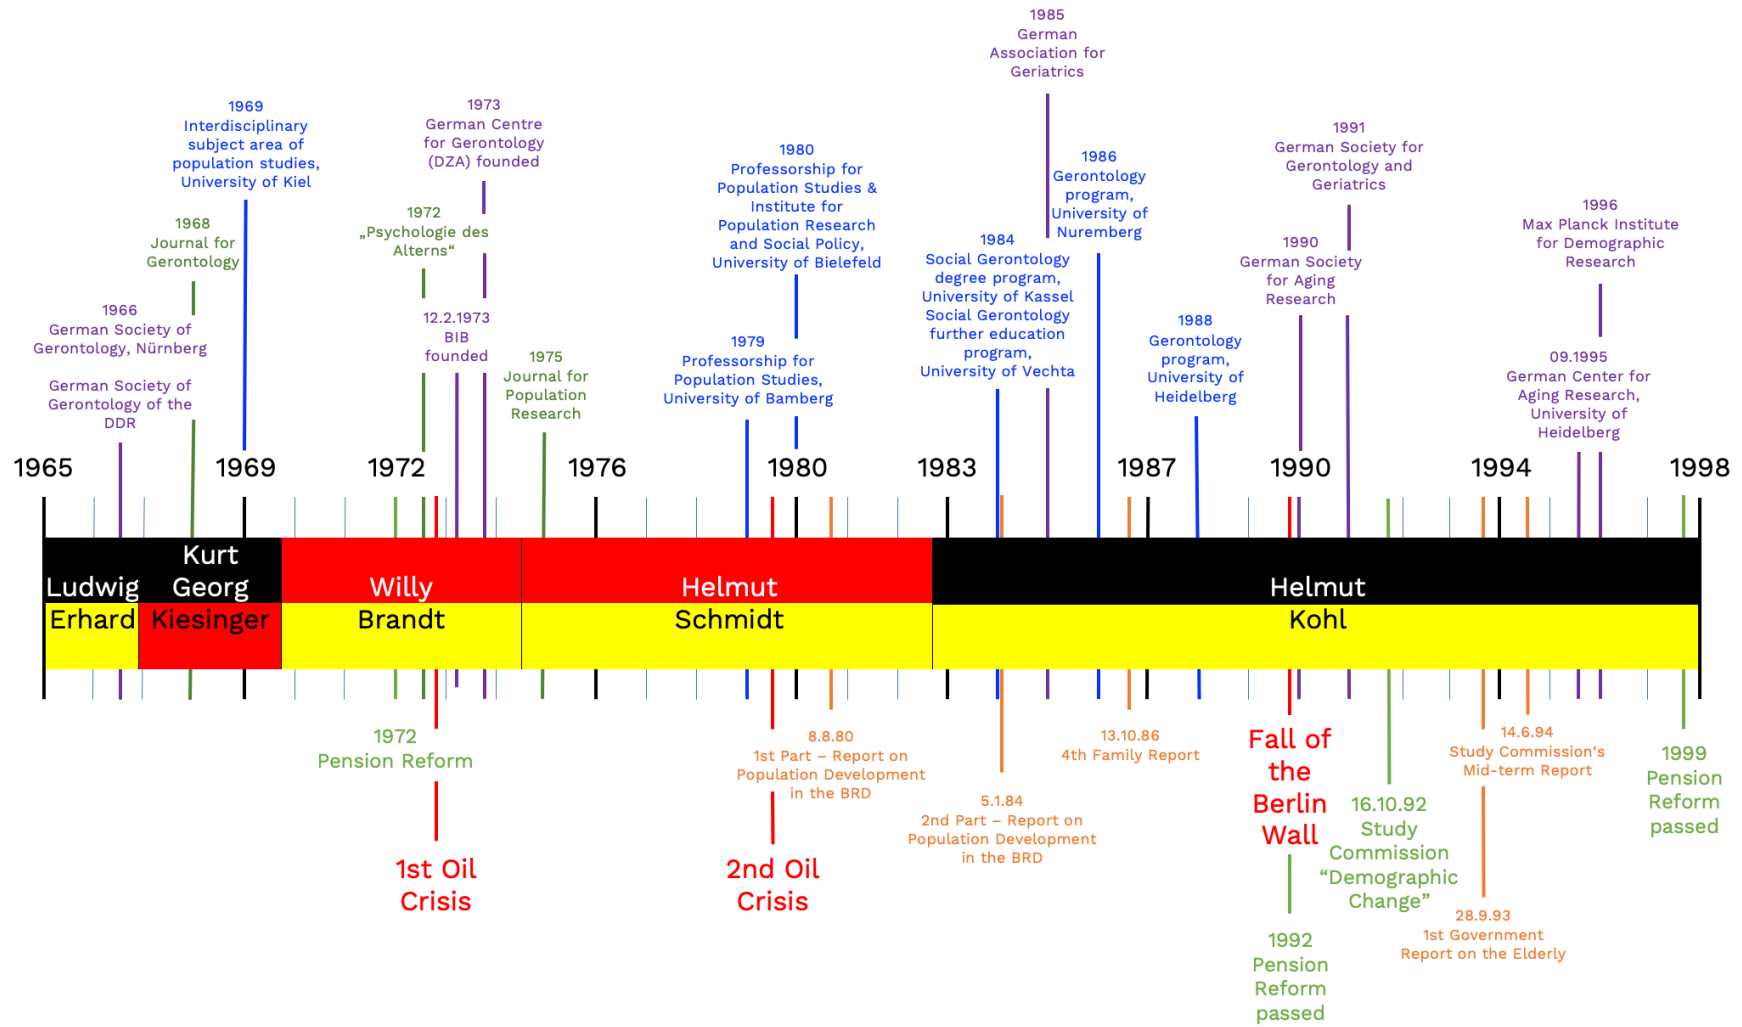 1985
German
Association for
Geriatrics
1969
Interdisciplinary
subject area of
population studies,
University of Kiel
1973
German Centre
for Gerontology
(DZA) founded
1980
Professorship for
Population Studies &
Institute for
Population Research
and Social Policy,
University of Bielefeld
1986
Gerontology
program,
University of
Nuremberg
1991
German Society for
Gerontology and
Geriatrics
1968
Journal for
Gerontology
1972
„Psychologie des
Alterns“
1996
Max Planck Institute
for Demographic
Research
1984
Social Gerontology
degree program,
University of Kassel
Social Gerontology
further education
program,
University of Vechta
1990
German Society
for Aging
Research
1966
German Society of
Gerontology, Nürnberg
German Society of
Gerontology of the
DDR
12.2.1973
BIB
founded
1975
Journal for
Population
Research
1979
Professorship for
Population Studies,
University of Bamberg
1988
Gerontology
program,
University of
Heidelberg
09.1995
German Center for
Aging Research,
University of
Heidelberg
1965
1969
1972
1976
1980
1983
1987
1990
1994
1998
Ludwig
Erhard
Kurt
Georg
Kiesinger
Willy
Brandt
Helmut
Schmidt
Helmut
Kohl
1972
Pension Reform
1st Oil
Crisis
8.8.80
1st Part – Report on
Population Development
in the BRD
2nd Oil
Crisis
5.1.84
2nd Part – Report on
Population Development
in the BRD
13.10.86
4th Family Report
Fall of
the
Berlin
Wall
1992
Pension
Reform
passed
16.10.92
Study
Commission
“Demographic
Change”
14.6.94
Study Commission‘s
Mid-term Report
28.9.93
1st Government
Report on the Elderly
1999
Pension
Reform
passed